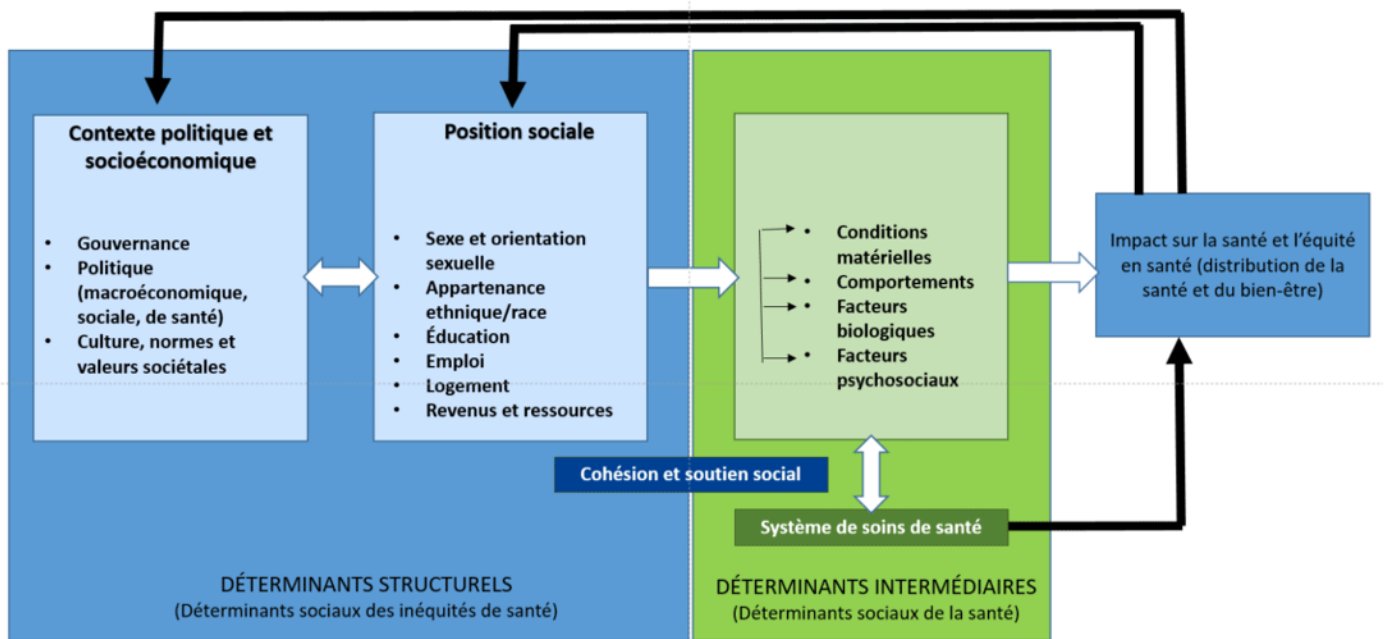 Contexte politique et
socioéconomique
• Gouvernance
• Politique
(macroéconomique,
sociale, de santé)
• Culture, normes et
valeurs sociétales
Position sociale
• Sexe et orientation
sexuelle
• Appartenance
ethnique/race
• Éducation
• Emploi
• Logement
• Revenus et ressources
• Conditions
matérielles
• Comportements
• Facteurs
biologiques
• Facteurs
psychosociaux
Impact sur la santé et l’équité
en santé (distribution de la
santé et du bien-être)
Cohésion et soutien social
Système de soins de santé
DÉTERMINANTS STRUCTURELS
(Déterminants sociaux des inéquités de santé)
DÉTERMINANTS INTERMÉDIAIRES
(Déterminants sociaux de la santé)